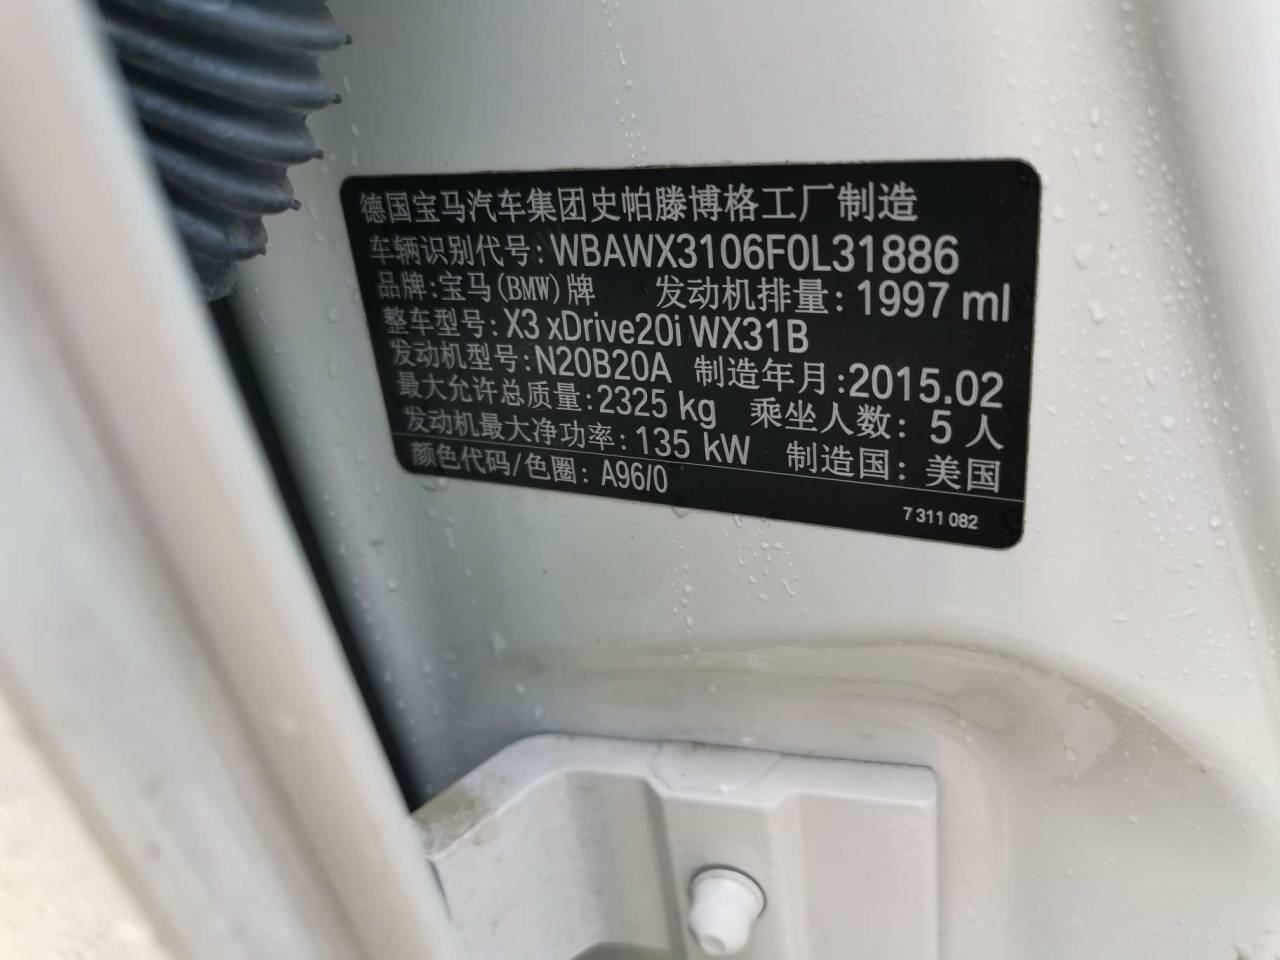 德国宝马汽车集团史帕滕博格工厂制造
车辆识别代号: WBAWX3106F0L31886
品牌: 宝马(BMW)牌 发动机排量: 1997 ml
整车型号: X3 xDrive20i WX31B
发动机型号: N20B20A 制造年月: 2015.02
最大允许总质量: 2325 kg 乘坐人数: 5 人
发动机最大净功率: 135 kW 制造国: 美国
颜色代码/色圈: A96/0
7 311 082